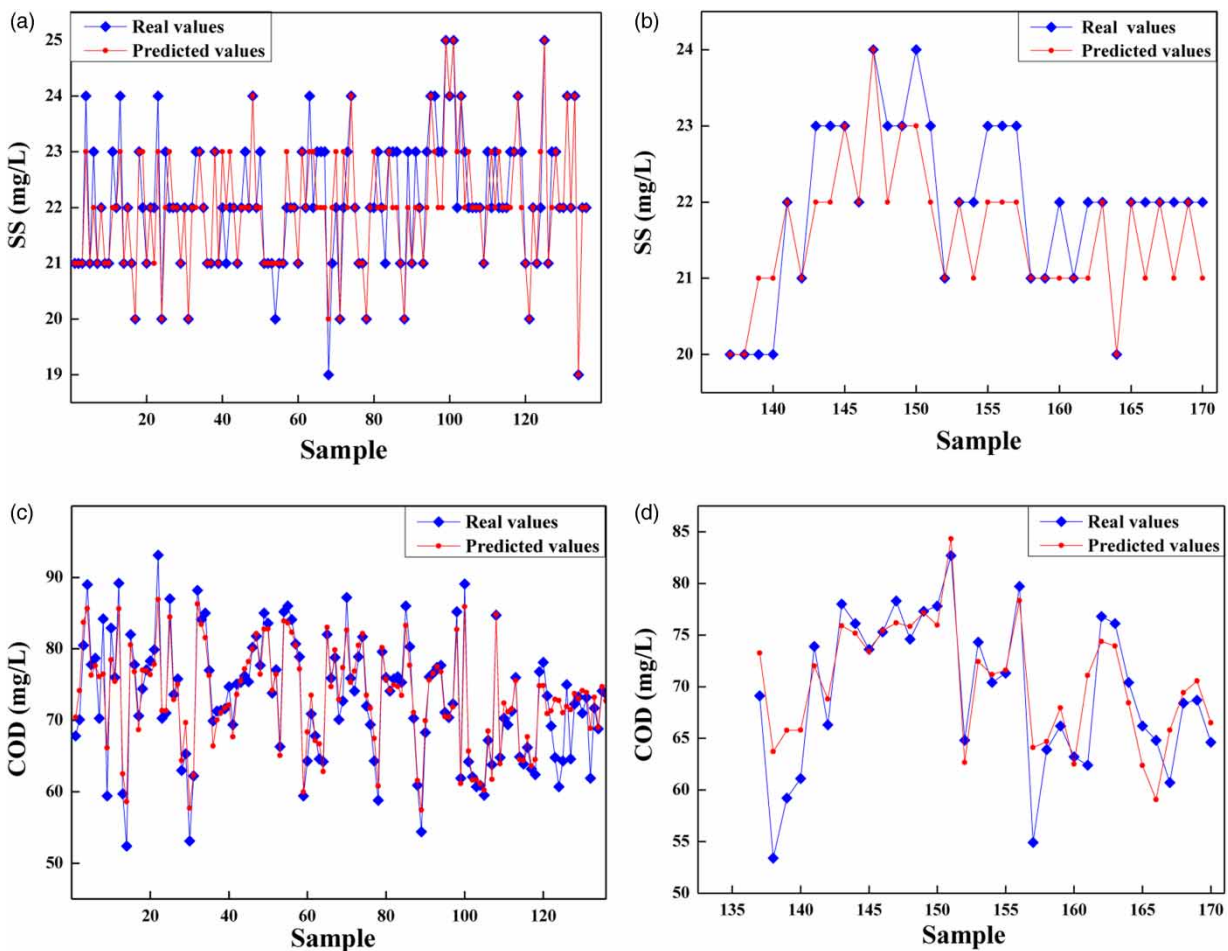 (a)
Real values
Predicted values
SS (mg/L)
25
24
23
22
21
20
19
20
40
60
80
100
120
Sample
(b)
Real values
Predicted values
SS (mg/L)
24
23
22
21
20
140
145
150
155
160
165
170
Sample
(c)
Real values
Predicted values
COD (mg/L)
90
80
70
60
50
20
40
60
80
100
120
Sample
(d)
Real values
Predicted values
COD (mg/L)
85
80
75
70
65
60
55
50
135
140
145
150
155
160
165
170
Sample